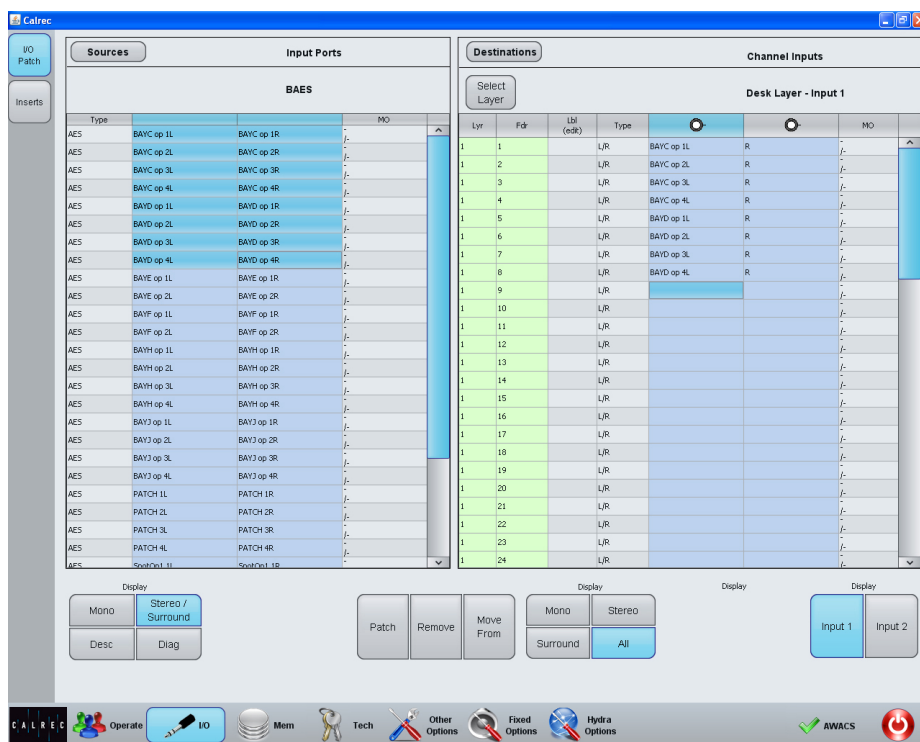 Calrec
I/O Patch
Inserts
Sources
Input Ports
BAES
Type MO
AES BAYC op 1L BAYC op 1R - /-
AES BAYC op 2L BAYC op 2R - /-
AES BAYC op 3L BAYC op 3R - /-
AES BAYC op 4L BAYC op 4R - /-
AES BAYD op 1L BAYD op 1R - /-
AES BAYD op 2L BAYD op 2R - /-
AES BAYD op 3L BAYD op 3R - /-
AES BAYD op 4L BAYD op 4R - /-
AES BAYE op 1L BAYE op 1R - /-
AES BAYE op 2L BAYE op 2R - /-
AES BAYF op 1L BAYF op 1R - /-
AES BAYF op 2L BAYF op 2R - /-
AES BAYH op 1L BAYH op 1R - /-
AES BAYH op 2L BAYH op 2R - /-
AES BAYH op 3L BAYH op 3R - /-
AES BAYH op 4L BAYH op 4R - /-
AES BAYJ op 1L BAYJ op 1R - /-
AES BAYJ op 2L BAYJ op 2R - /-
AES BAYJ op 3L BAYJ op 3R - /-
AES BAYJ op 4L BAYJ op 4R - /-
AES PATCH 1L PATCH 1R - /-
AES PATCH 2L PATCH 2R - /-
AES PATCH 3L PATCH 3R - /-
AES PATCH 4L PATCH 4R - /-
AES SpotOp1 1L SpotOp1 1R
Destinations
Channel Inputs
Select Layer
Desk Layer - Input 1
Lyr Fdr Lbl (edit) Type MO
1 1 L/R BAYC op 1L R - /-
1 2 L/R BAYC op 2L R - /-
1 3 L/R BAYC op 3L R - /-
1 4 L/R BAYC op 4L R - /-
1 5 L/R BAYD op 1L R - /-
1 6 L/R BAYD op 2L R - /-
1 7 L/R BAYD op 3L R - /-
1 8 L/R BAYD op 4L R - /-
1 9 L/R - /-
1 10 L/R - /-
1 11 L/R - /-
1 12 L/R - /-
1 13 L/R - /-
1 14 L/R - /-
1 15 L/R - /-
1 16 L/R - /-
1 17 L/R - /-
1 18 L/R - /-
1 19 L/R - /-
1 20 L/R - /-
1 21 L/R - /-
1 22 L/R - /-
1 23 L/R - /-
1 24 L/R - /-
Display
Mono
Stereo / Surround
Desc
Diag
Patch
Remove
Move From
Display
Mono
Stereo
Surround
All
Display
Display
Input 1
Input 2
CALREC
Operate
I/O
Mem
Tech
Other Options
Fixed Options
Hydra Options
AWACS